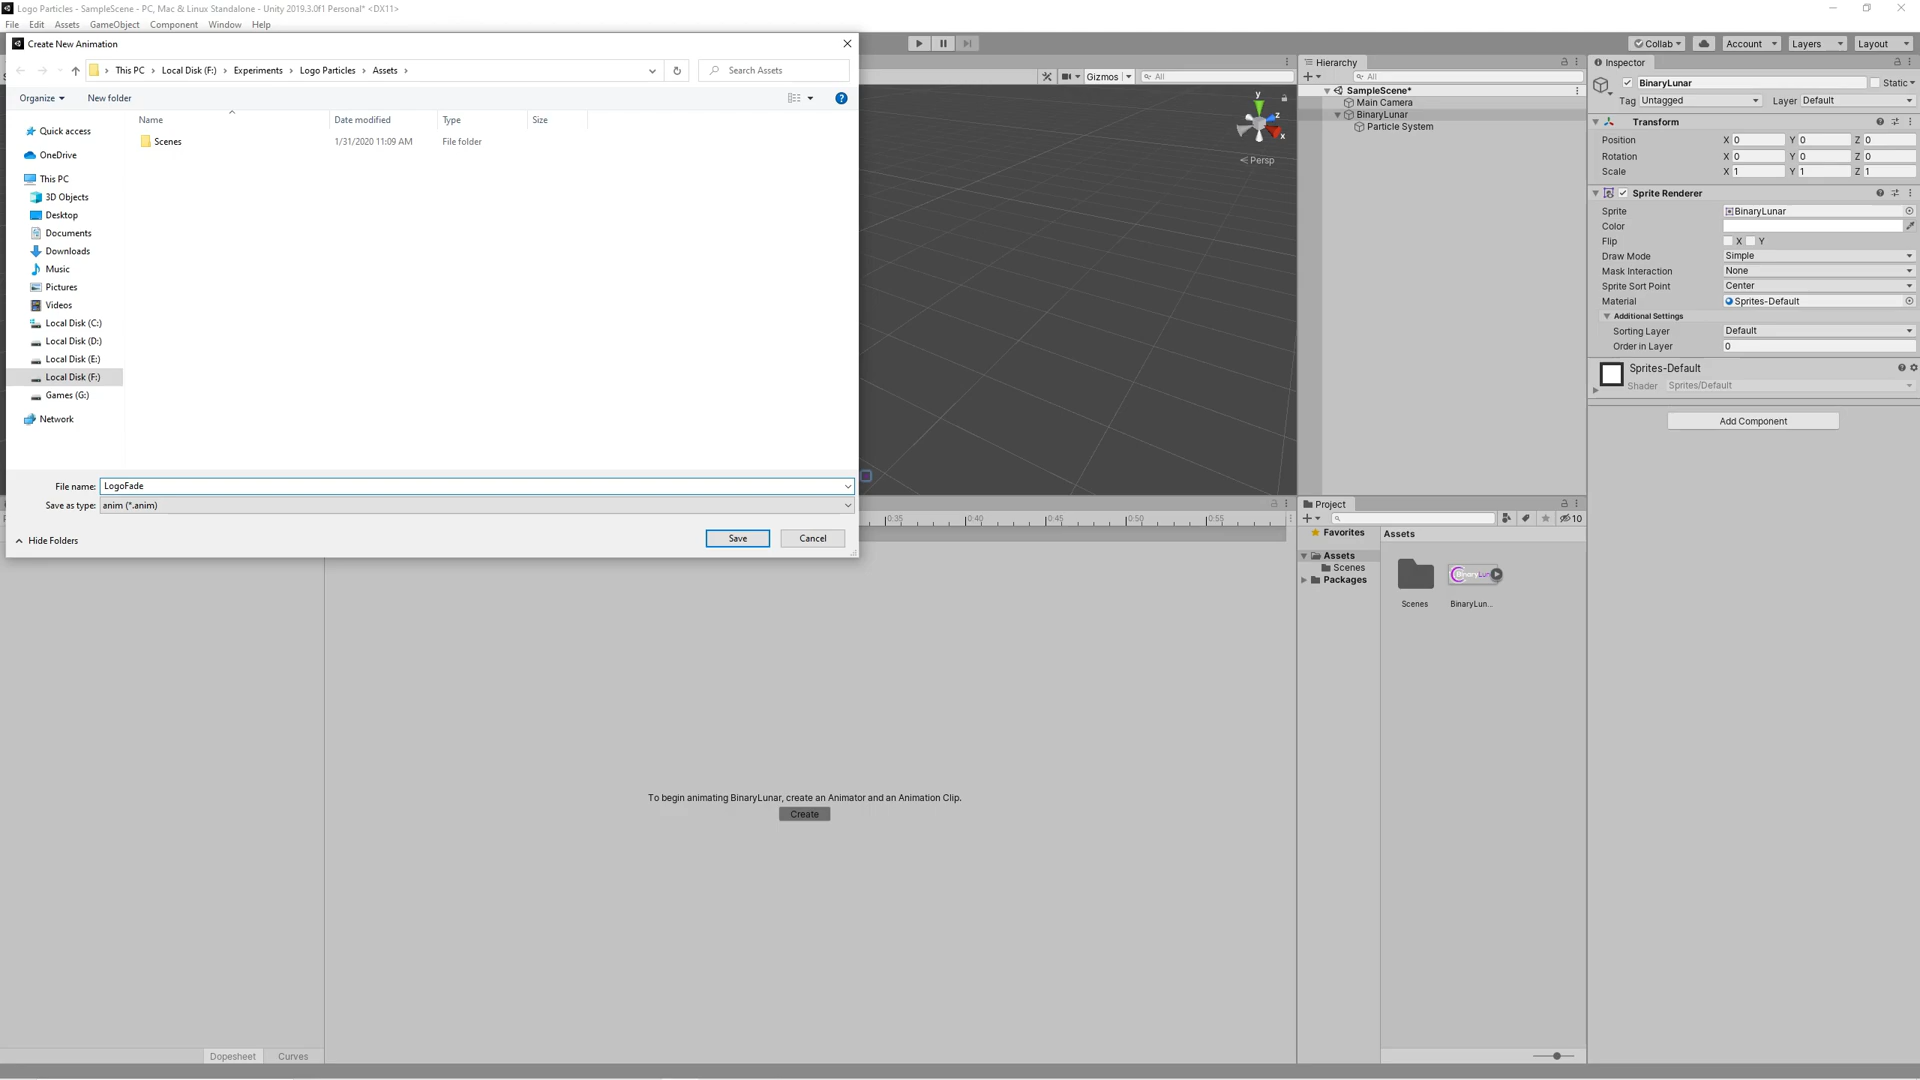 Logo Particles - SampleScene - PC, Mac & Linux Standalone - Unity 2019.3.0f1 Personal* <DX11>
File Edit Assets GameObject Component Window Help
Create New Animation
Collab Account Layers Layout
This PC > Local Disk (F:) > Experiments > Logo Particles > Assets >
Search Assets
Organize New folder
Name Date modified Type Size
Scenes 1/31/2020 11:09 AM File folder
Quick access
OneDrive
This PC
3D Objects
Desktop
Documents
Downloads
Music
Pictures
Videos
Local Disk (C:)
Local Disk (D:)
Local Disk (E:)
Local Disk (F:)
Games (G:)
Network
File name: LogoFade
Save as type: anim (*.anim)
Hide Folders
Save Cancel
Gizmos All
y
z
x
Persp
Hierarchy
All
SampleScene*
Main Camera
BinaryLunar
Particle System
Inspector
BinaryLunar Static
Tag Untagged Layer Default
Transform
Position X 0 Y 0 Z 0
Rotation X 0 Y 0 Z 0
Scale X 1 Y 1 Z 1
Sprite Renderer
Sprite BinaryLunar
Color
Flip X Y
Draw Mode Simple
Mask Interaction None
Sprite Sort Point Center
Material Sprites-Default
Additional Settings
Sorting Layer Default
Order in Layer 0
Sprites-Default
Shader Sprites/Default
Add Component
0:35 0:40 0:45 0:50 0:55
To begin animating BinaryLunar, create an Animator and an Animation Clip.
Create
Dopesheet Curves
Project
10
Favorites
Assets
Scenes
Packages
Assets
Scenes
BinaryLun...